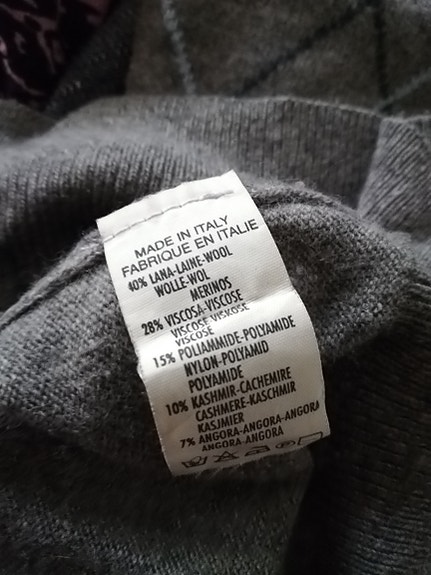 MADE IN ITALY
FABRIQUE EN ITALIE
40% LANA-LAINE-WOOL
WOLLE-WOL
MERINOS
28% VISCOSA-VISCOSE
VISCOSE VISKOSE
VISCOSE
15% POLIAMMIDE-POLYAMIDE
NYLON-POLYAMID
POLYAMIDE
10% KASHMIR-CACHEMIRE
CASHMERE-KASCHMIR
KASJMIER
7% ANGORA-ANGORA-ANGORA
ANGORA-ANGORA